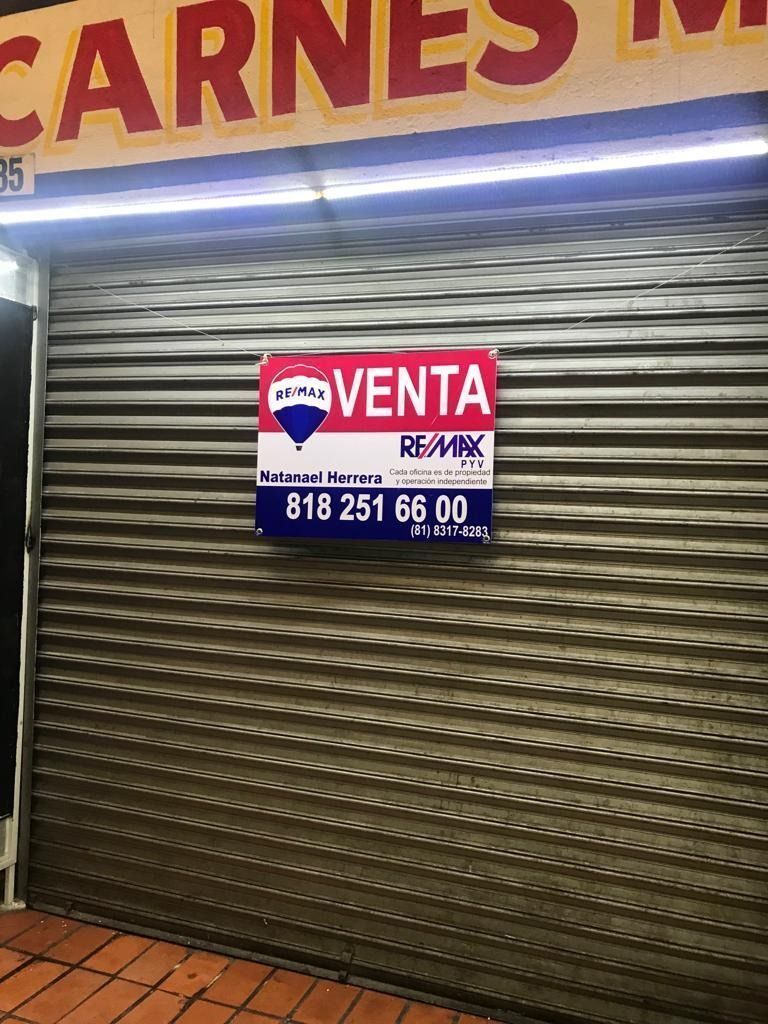 CARNES M
85
RE/MAX
VENTA
RE/MAX
PYV
Natanael Herrera
Cada oficina es de propiedad
y operación independiente
818 251 66 00
(81) 8317-8283